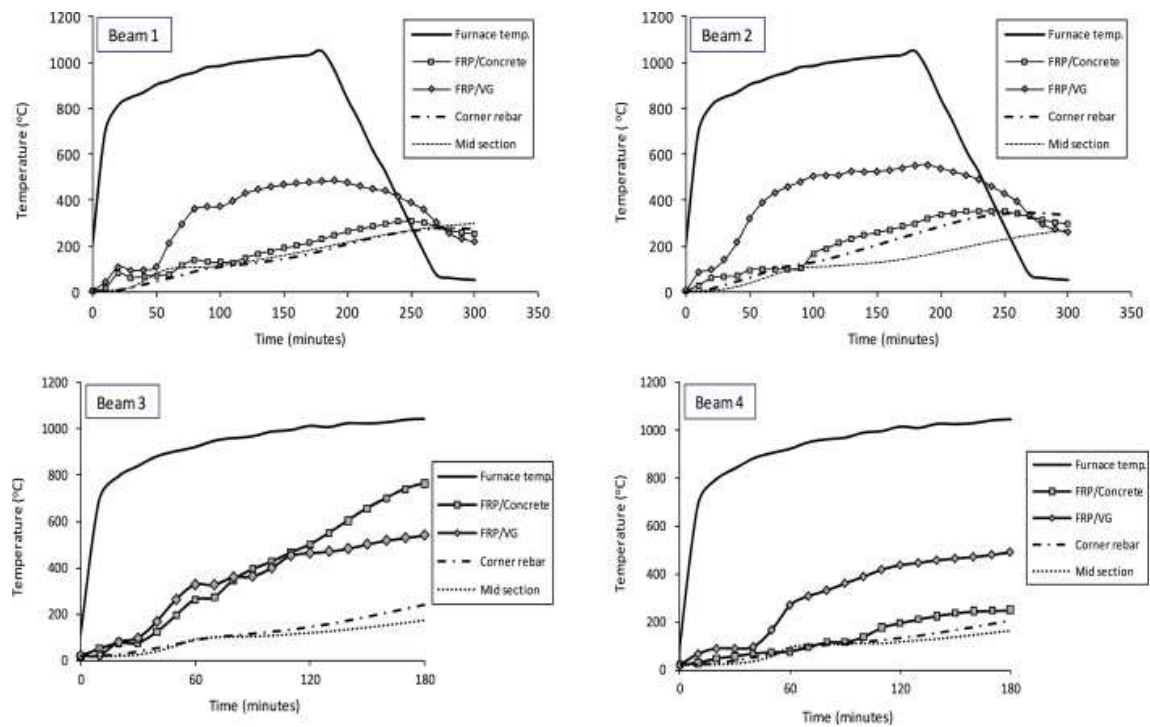 Beam 1
1200
1000
800
600
400
200
0
Temperature (°C)
0 50 100 150 200 250 300 350
Time (minutes)
Furnace temp.
FRP/Concrete
FRP/VG
Corner rebar
Mid section
Beam 2
1200
1000
800
600
400
200
0
Temperature ( °C)
0 50 100 150 200 250 300 350
Time (minutes)
Furnace temp.
FRP/Concrete
FRP/VG
Corner rebar
Mid section
Beam 3
1200
1000
800
600
400
200
0
Temperature (°C)
0 60 120 180
Time (minutes)
Furnace temp.
FRP/Concrete
FRP/VG
Corner rebar
Mid section
Beam 4
1200
1000
800
600
400
200
0
Temperature (°C)
0 60 120 180
Time (minutes)
Furnace temp.
FRP/Concrete
FRP/VG
Corner rebar
Mid section